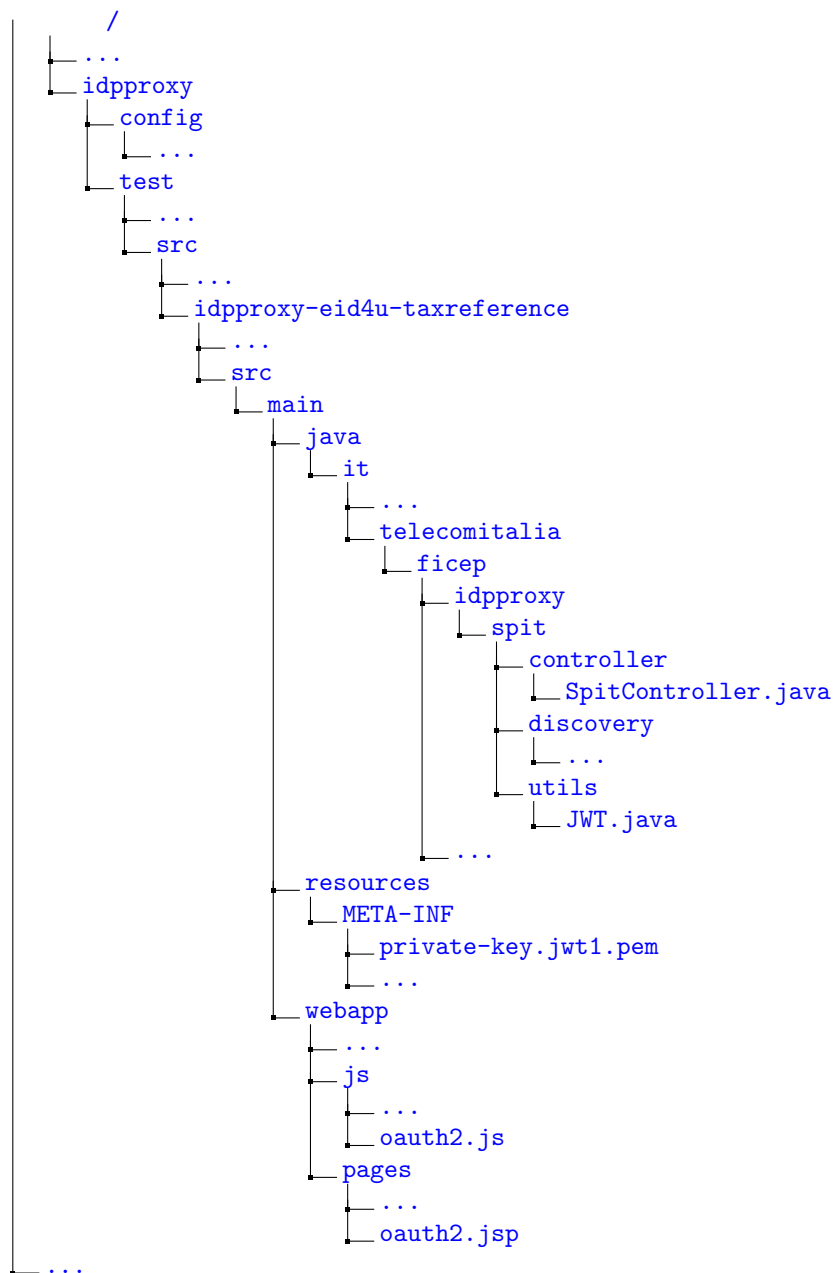 /
...
idpproxy
config
...
test
...
src
...
idpproxy-eid4u-taxreference
...
src
main
java
it
...
telecomitalia
ficep
idpproxy
spit
controller
SpitController.java
discovery
...
utils
JWT.java
...
resources
META-INF
private-key.jwt1.pem
...
webapp
...
js
...
oauth2.js
pages
...
oauth2.jsp
...